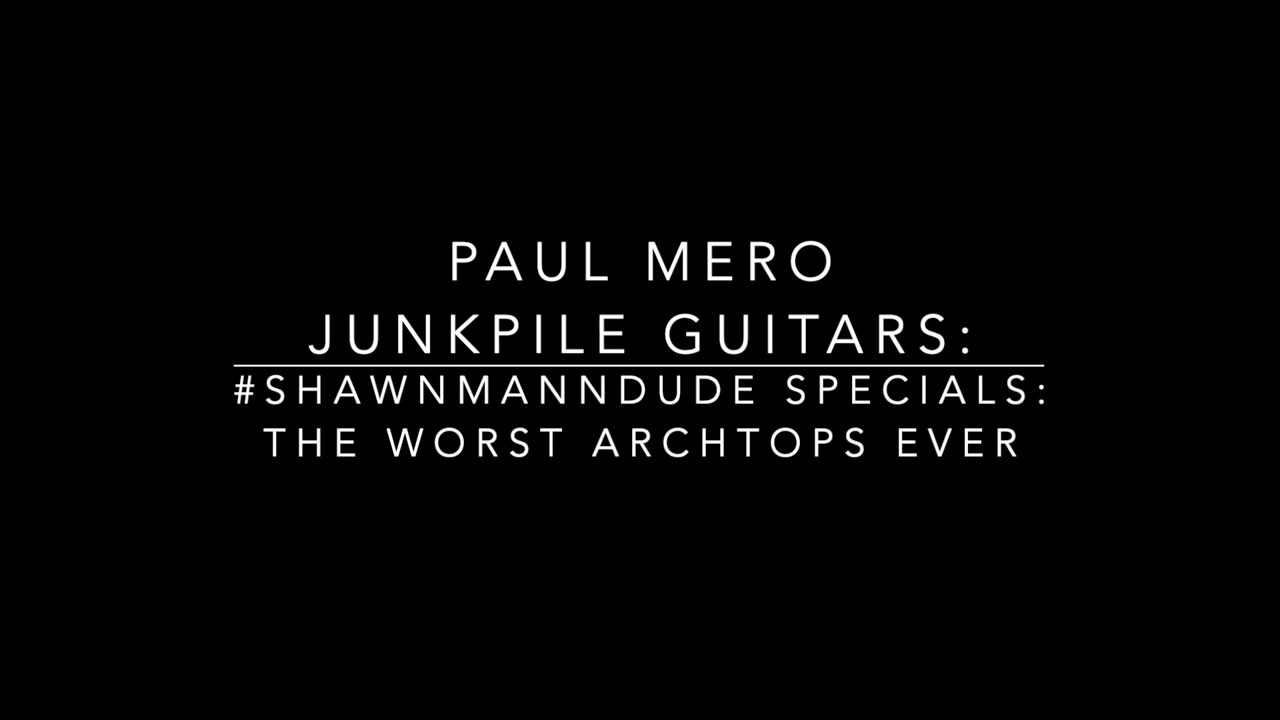 PAUL MERO
JUNKPILE GUITARS:
#SHAWNMANNDUDE SPECIALS:
THE WORST ARCHTOPS EVER